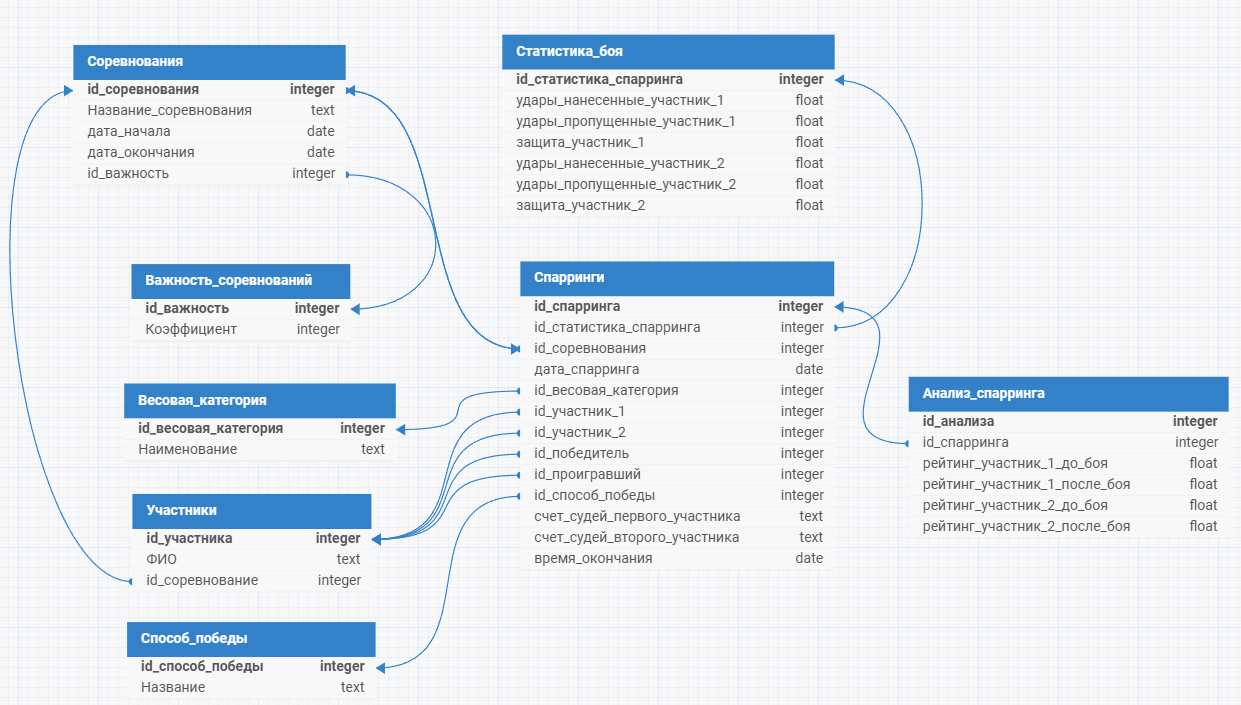 Соревнования
id_соревнования integer
Название_соревнования text
дата_начала date
дата_окончания date
id_важность integer
Статистика_боя
id_статистика_спарринга integer
удары_нанесенные_участник_1 float
удары_пропущенные_участник_1 float
защита_участник_1 float
удары_нанесенные_участник_2 float
удары_пропущенные_участник_2 float
защита_участник_2 float
Важность_соревнований
id_важность integer
Коэффициент integer
Спарринги
id_спарринга integer
id_статистика_спарринга integer
id_соревнования integer
дата_спарринга date
id_весовая_категория integer
id_участник_1 integer
id_участник_2 integer
id_победитель integer
id_проигравший integer
id_способ_победы integer
счет_судей_первого_участника text
счет_судей_второго_участника text
время_окончания date
Весовая_категория
id_весовая_категория integer
Наименование text
Анализ_спарринга
id_анализа integer
id_спарринга integer
рейтинг_участник_1_до_боя float
рейтинг_участник_1_после_боя float
рейтинг_участник_2_до_боя float
рейтинг_участник_2_после_боя float
Участники
id_участника integer
ФИО text
id_соревнование integer
Способ_победы
id_способ_победы integer
Название text